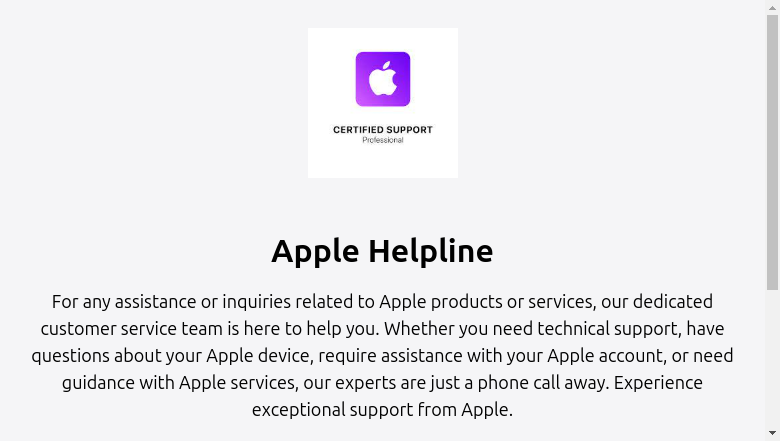 CERTIFIED SUPPORT
Professional
Apple Helpline
For any assistance or inquiries related to Apple products or services, our dedicated
customer service team is here to help you. Whether you need technical support, have
questions about your Apple device, require assistance with your Apple account, or need
guidance with Apple services, our experts are just a phone call away. Experience
exceptional support from Apple.